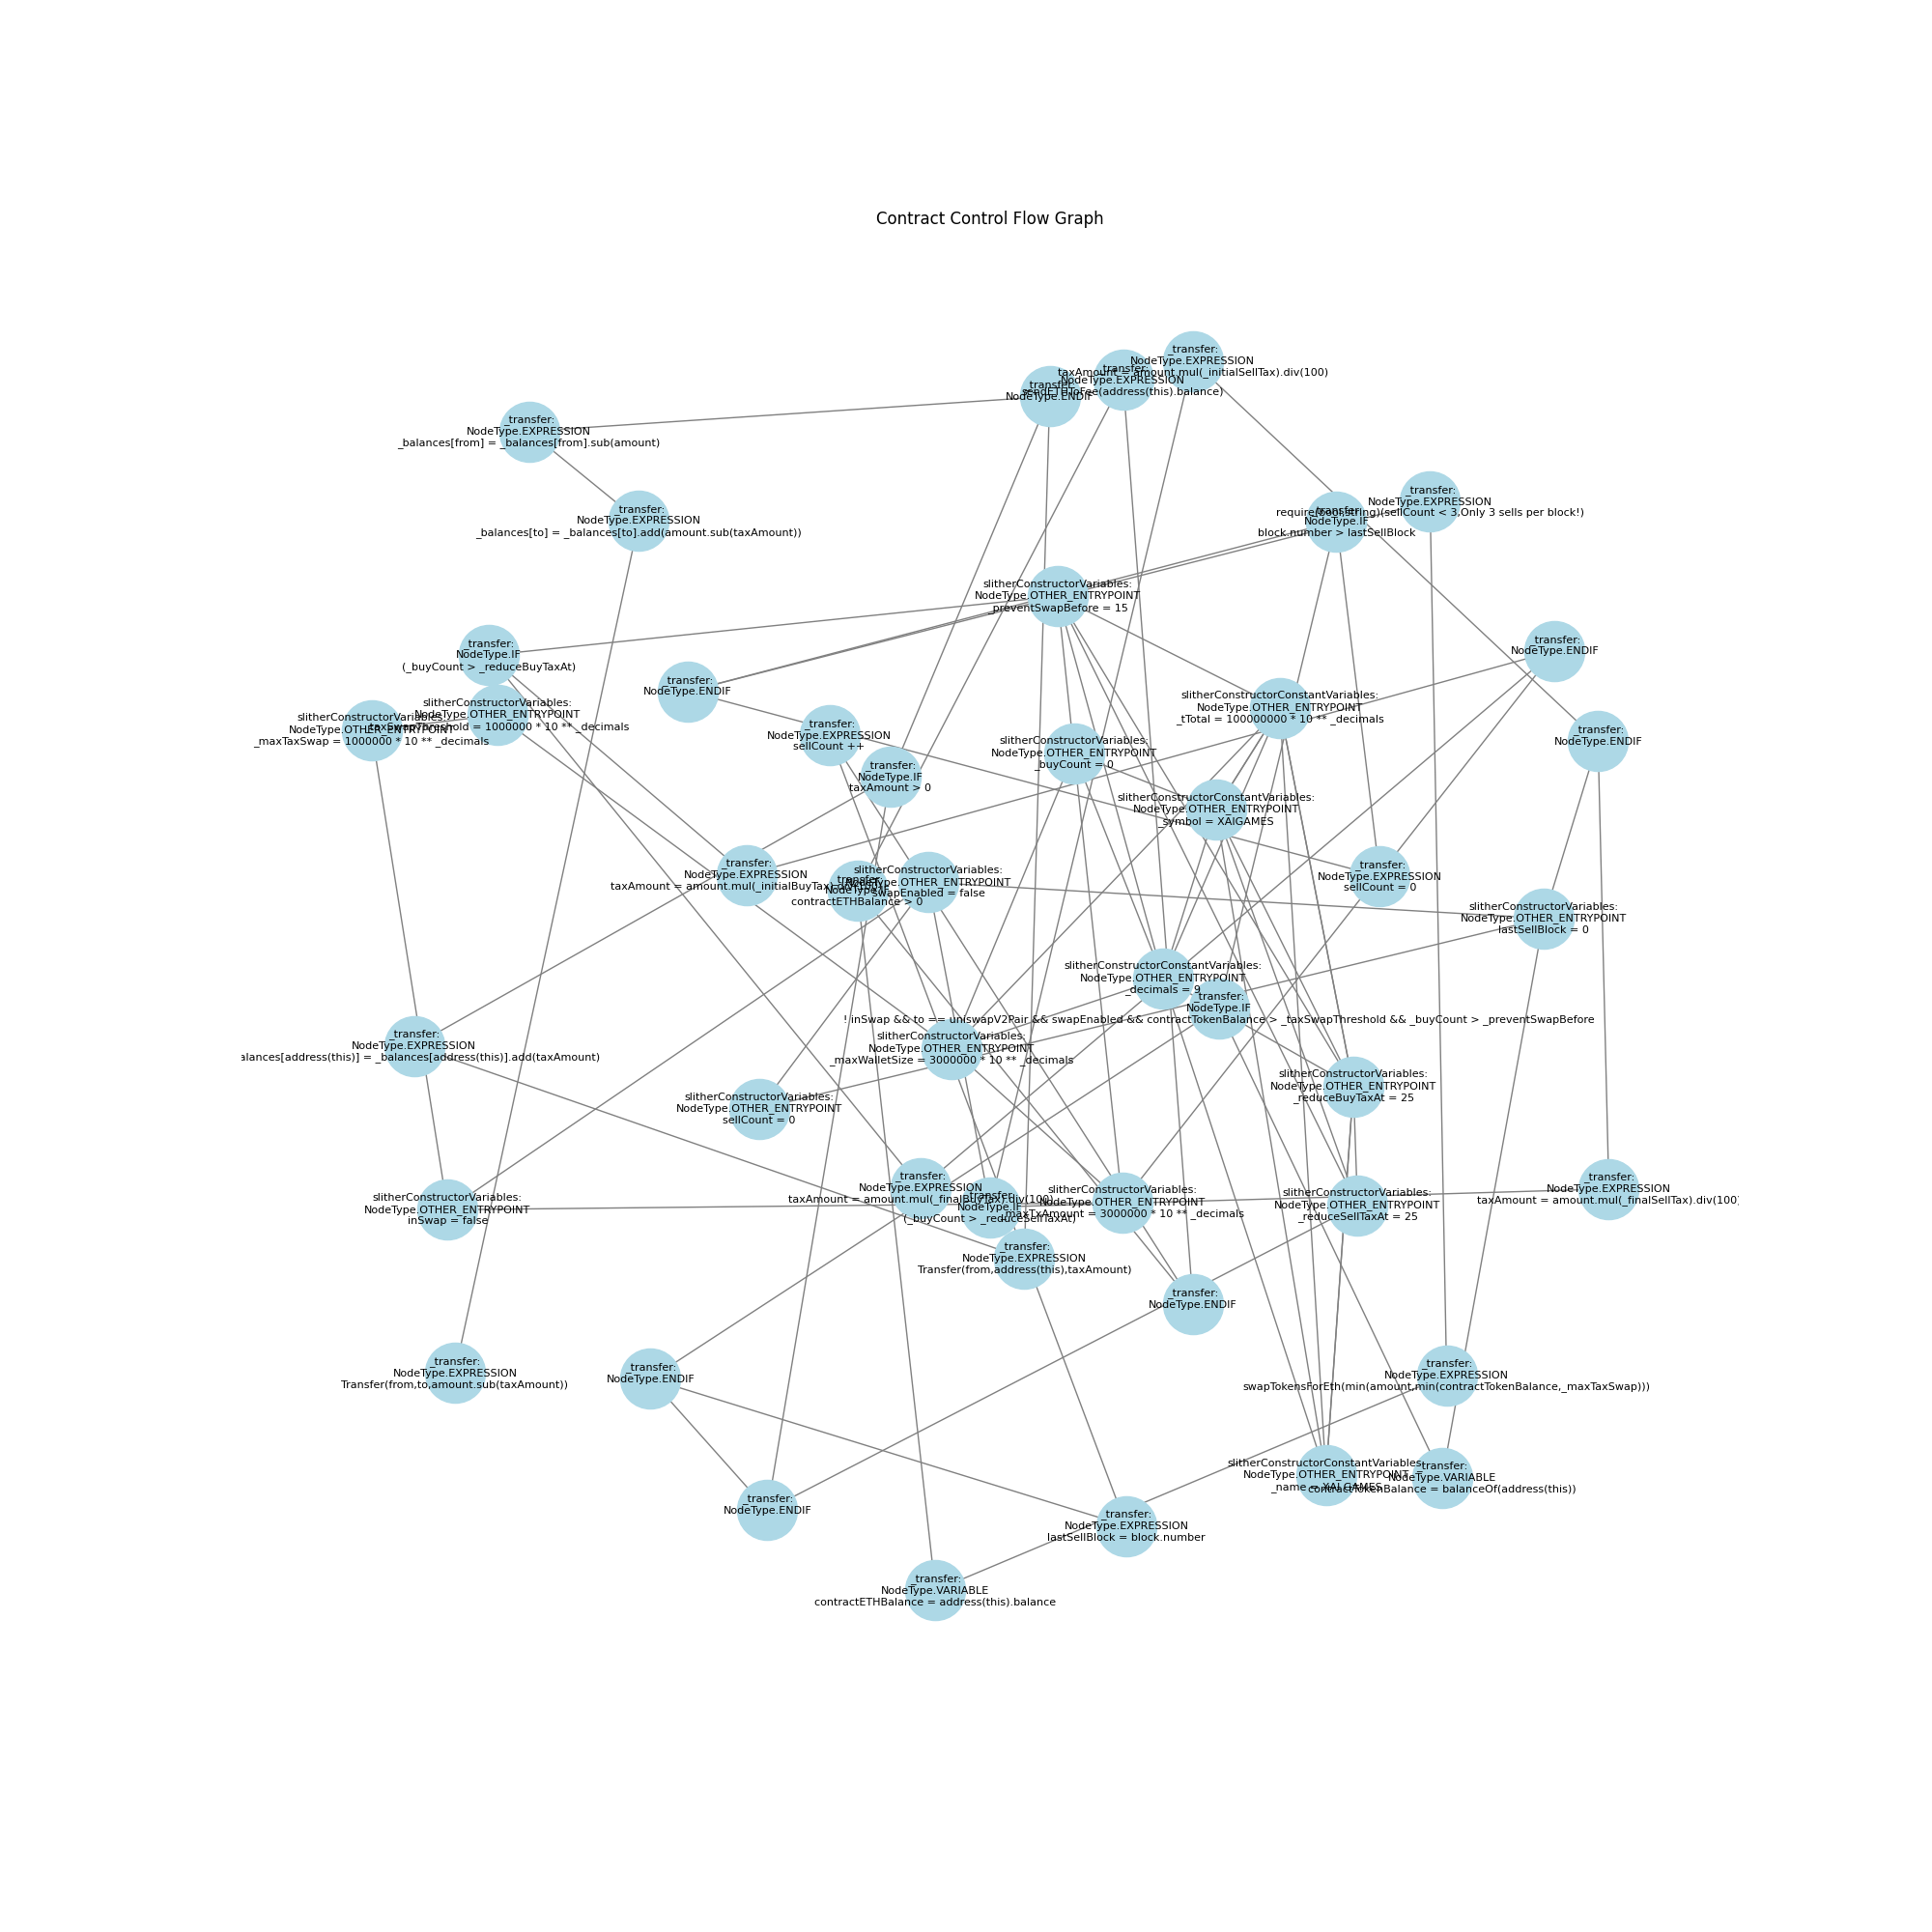 Contract Control Flow Graph
_transfer:
NodeType.EXPRESSION
taxAmount = amount.mul(_initialSellTax).div(100)
_transfer:
NodeType.EXPRESSION
sendETHToFee(address(this).balance)
_transfer:
NodeType.ENDIF
_transfer:
NodeType.EXPRESSION
_balances[from] = _balances[from].sub(amount)
_transfer:
NodeType.EXPRESSION
_balances[to] = _balances[to].add(amount.sub(taxAmount))
_transfer:
NodeType.EXPRESSION
require(bool,string)(sellCount < 3,Only 3 sells per block!)
_transfer:
NodeType.IF
block.number > lastSellBlock
slitherConstructorVariables:
NodeType.OTHER_ENTRYPOINT
_preventSwapBefore = 15
_transfer:
NodeType.IF
(_buyCount > _reduceBuyTaxAt)
_transfer:
NodeType.ENDIF
_transfer:
NodeType.ENDIF
slitherConstructorVariables:
NodeType.OTHER_ENTRYPOINT
_taxSwapThreshold = 1000000 * 10 ** _decimals
slitherConstructorVariables:
NodeType.OTHER_ENTRYPOINT
_maxTaxSwap = 1000000 * 10 ** _decimals
slitherConstructorConstantVariables:
NodeType.OTHER_ENTRYPOINT
_tTotal = 100000000 * 10 ** _decimals
_transfer:
NodeType.EXPRESSION
sellCount ++
slitherConstructorVariables:
NodeType.OTHER_ENTRYPOINT
_buyCount = 0
_transfer:
NodeType.ENDIF
_transfer:
NodeType.IF
taxAmount > 0
slitherConstructorConstantVariables:
NodeType.OTHER_ENTRYPOINT
_symbol = XAIGAMES
_transfer:
NodeType.EXPRESSION
taxAmount = amount.mul(_initialBuyTax).div(100)
_transfer:
NodeType.IF
contractETHBalance > 0
slitherConstructorVariables:
NodeType.OTHER_ENTRYPOINT
swapEnabled = false
_transfer:
NodeType.EXPRESSION
sellCount = 0
slitherConstructorVariables:
NodeType.OTHER_ENTRYPOINT
lastSellBlock = 0
slitherConstructorConstantVariables:
NodeType.OTHER_ENTRYPOINT
_decimals = 9
_transfer:
NodeType.IF
! inSwap && to == uniswapV2Pair && swapEnabled && contractTokenBalance > _taxSwapThreshold && _buyCount > _preventSwapBefore
_transfer:
NodeType.EXPRESSION
alances[address(this)] = _balances[address(this)].add(taxAmount)
slitherConstructorVariables:
NodeType.OTHER_ENTRYPOINT
_maxWalletSize = 3000000 * 10 ** _decimals
slitherConstructorVariables:
NodeType.OTHER_ENTRYPOINT
_reduceBuyTaxAt = 25
slitherConstructorVariables:
NodeType.OTHER_ENTRYPOINT
sellCount = 0
_transfer:
NodeType.EXPRESSION
taxAmount = amount.mul(_finalBuyTax).div(100)
_transfer:
NodeType.IF
(_buyCount > _reduceSellTaxAt)
slitherConstructorVariables:
NodeType.OTHER_ENTRYPOINT
_maxTxAmount = 3000000 * 10 ** _decimals
slitherConstructorVariables:
NodeType.OTHER_ENTRYPOINT
_reduceSellTaxAt = 25
_transfer:
NodeType.EXPRESSION
taxAmount = amount.mul(_finalSellTax).div(100)
slitherConstructorVariables:
NodeType.OTHER_ENTRYPOINT
inSwap = false
_transfer:
NodeType.EXPRESSION
Transfer(from,address(this),taxAmount)
_transfer:
NodeType.ENDIF
_transfer:
NodeType.EXPRESSION
Transfer(from,to,amount.sub(taxAmount))
_transfer:
NodeType.ENDIF
_transfer:
NodeType.EXPRESSION
swapTokensForEth(min(amount,min(contractTokenBalance,_maxTaxSwap)))
slitherConstructorConstantVariables:
NodeType.OTHER_ENTRYPOINT
_name = XAI GAMES
_transfer:
NodeType.VARIABLE
contractTokenBalance = balanceOf(address(this))
_transfer:
NodeType.ENDIF
_transfer:
NodeType.EXPRESSION
lastSellBlock = block.number
_transfer:
NodeType.VARIABLE
contractETHBalance = address(this).balance